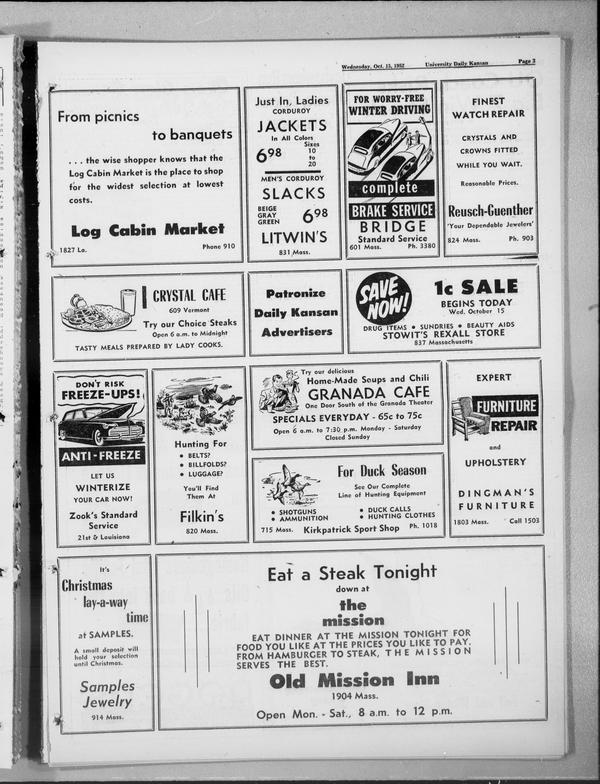 Wednesday, Oct. 15, 1952 University Daily Kansan Page 3
From picnics
to banquets
. . . the wise shopper knows that the
Log Cabin Market is the place to shop
for the widest selection at lowest
costs.
Log Cabin Market
1827 La. Phone 910
Just In, Ladies
CORDUROY
JACKETS
In All Colors
6.98 Sizes
10
to
20
MEN'S CORDUROY
SLACKS
BEIGE
GRAY
GREEN
6.98
LITWIN'S
831 Mass.
FOR WORRY-FREE
WINTER DRIVING
complete
BRAKE SERVICE
BRIDGE
Standard Service
601 Mass. Ph. 3380
FINEST
WATCH REPAIR
CRYSTALS AND
CROWNS FITTED
WHILE YOU WAIT.
Reasonable Prices.
Reusch-Guenther
'Your Dependable Jewelers'
824 Mass. Ph. 903
CRYSTAL CAFE
609 Vermont
Try our Choice Steaks
Open 6 a.m. to Midnight
TASTY MEALS PREPARED BY LADY COOKS.
Patronize
Daily Kansan
Advertisers
SAVE
NOW!
1c SALE
BEGINS TODAY
Wed. October 15
DRUG ITEMS • SUNDRIES • BEAUTY AIDS
STOWIT'S REXALL STORE
837 Massachusetts
DON'T RISK
FREEZE-UPS!
ANTI-FREEZE
LET US
WINTERIZE
YOUR CAR NOW!
Zook's Standard
Service
21st & Louisiana
Hunting For
• BELTS?
• BILLFOLDS?
• LUGGAGE?
You'll Find
Them At
Filkin's
820 Mass.
Try our delicious
Home-Made Soups and Chili
GRANADA CAFE
One Door South of the Granada Theater
SPECIALS EVERYDAY - 65c to 75c
Open 6 a.m. to 7:30 p.m. Monday - Saturday
Closed Sunday
For Duck Season
See Our Complete
Line of Hunting Equipment
• SHOTGUNS • DUCK CALLS
• AMMUNITION • HUNTING CLOTHES
715 Mass. Kirkpatrick Sport Shop Ph. 1018
EXPERT
FURNITURE
REPAIR
and
UPHOLSTERY
DINGMAN'S
FURNITURE
1803 Mass. Call 1503
It's
Christmas
lay-a-way
time
at SAMPLES.
A small deposit will
hold your selection
until Christmas.
Samples
Jewelry
914 Mass.
Eat a Steak Tonight
down at
the
mission
EAT DINNER AT THE MISSION TONIGHT FOR
FOOD YOU LIKE AT THE PRICES YOU LIKE TO PAY.
FROM HAMBURGER TO STEAK, THE MISSION
SERVES THE BEST.
Old Mission Inn
1904 Mass.
Open Mon. - Sat., 8 a.m. to 12 p.m.